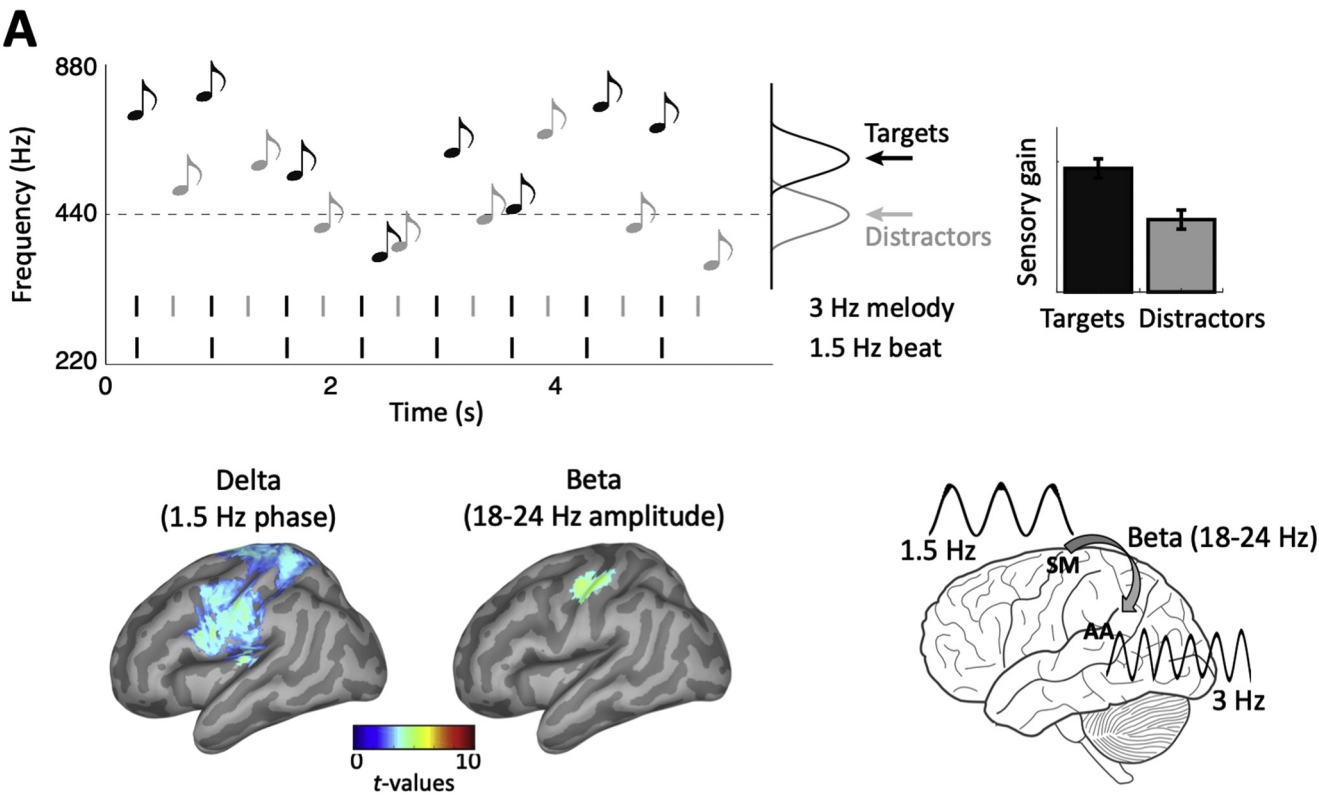 A
880
440
220
Frequency (Hz)
0
2
4
Time (s)
Targets
Distractors
3 Hz melody
1.5 Hz beat
Sensory gain
Targets Distractors
Delta
(1.5 Hz phase)
Beta
(18-24 Hz amplitude)
0
10
t-values
1.5 Hz
Beta (18-24 Hz)
SM
AA
3 Hz